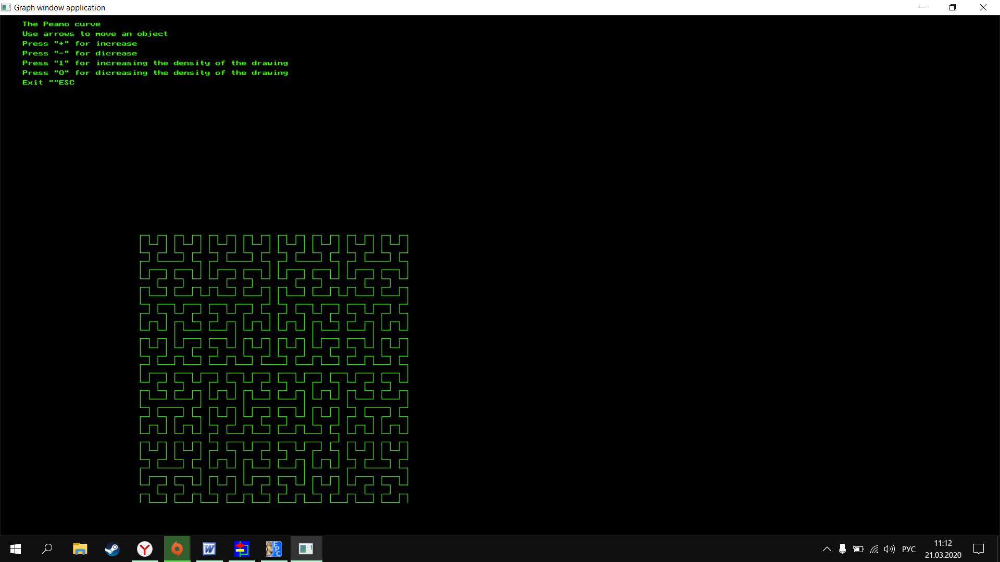 Graph window application
The Peano curve
Use arrows to move an object
Press "+" for increase
Press "-" for dicrease
Press "1" for increasing the density of the drawing
Press "0" for dicreasing the density of the drawing
Exit ""ESC
РУС
11:12
21.03.2020